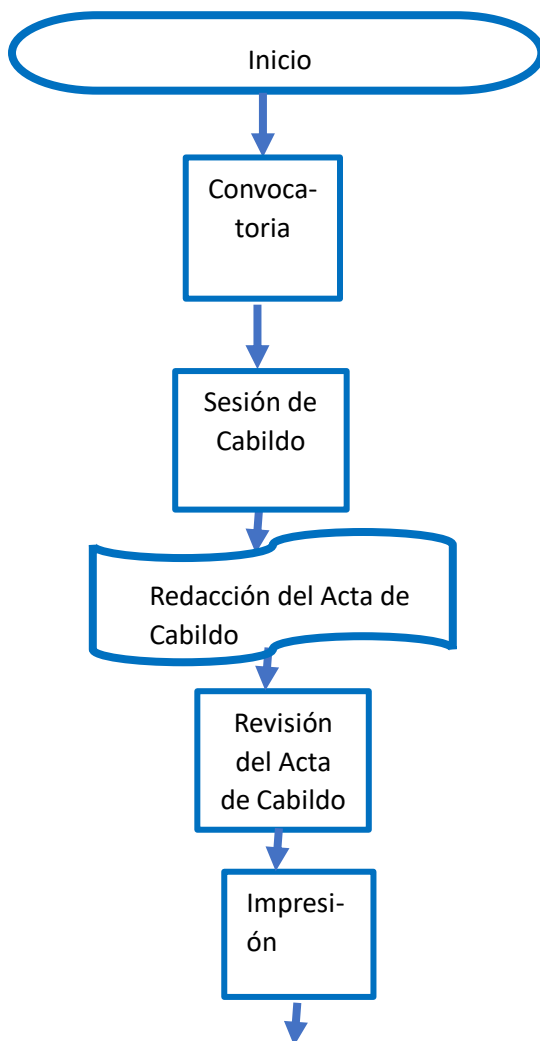 Inicio
Convoca-
toria
Sesión de
Cabildo
Redacción del Acta de
Cabildo
Revisión
del Acta
de Cabildo
Impresi-
ón